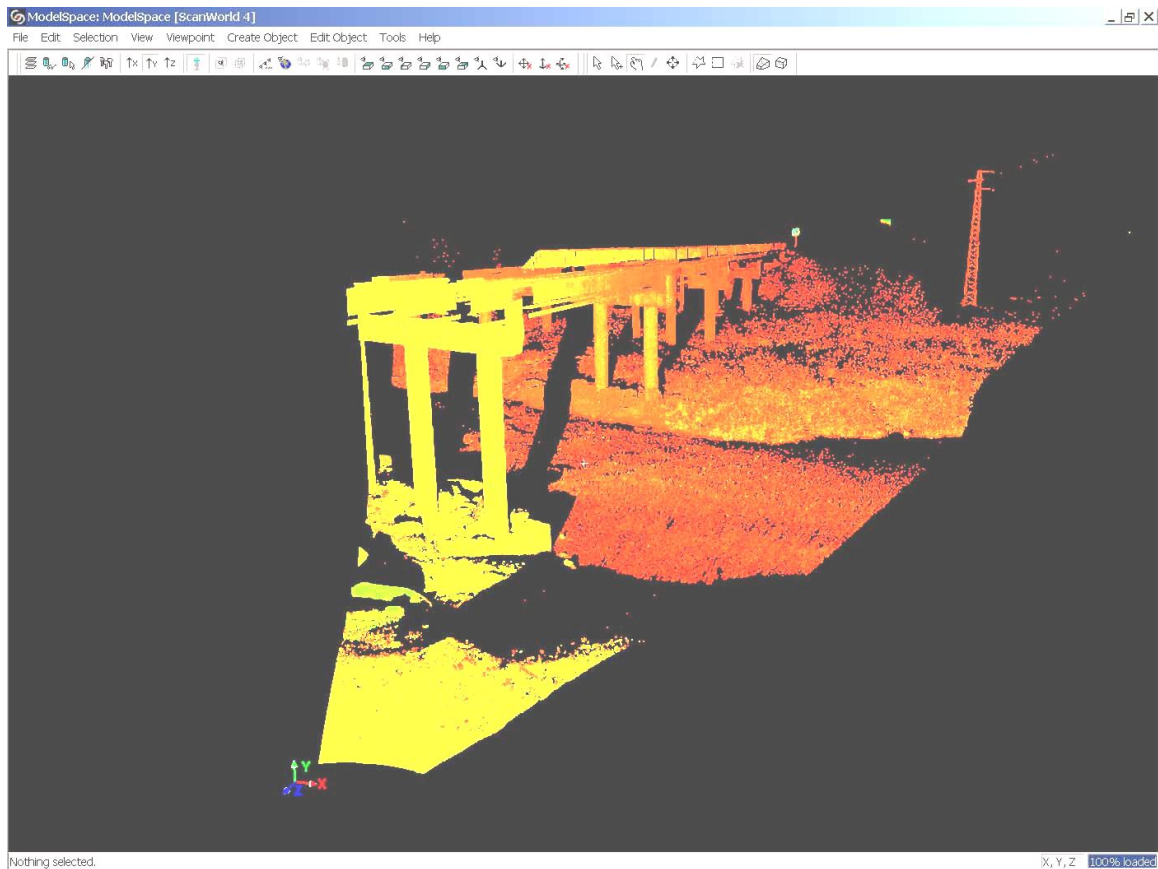 ModelSpace: ModelSpace [ScanWorld 4]
File Edit Selection View Viewpoint Create Object Edit Object Tools Help
↑X ↑Y ↑Z
Y
X
Z
Nothing selected.
X, Y, Z 100% loaded